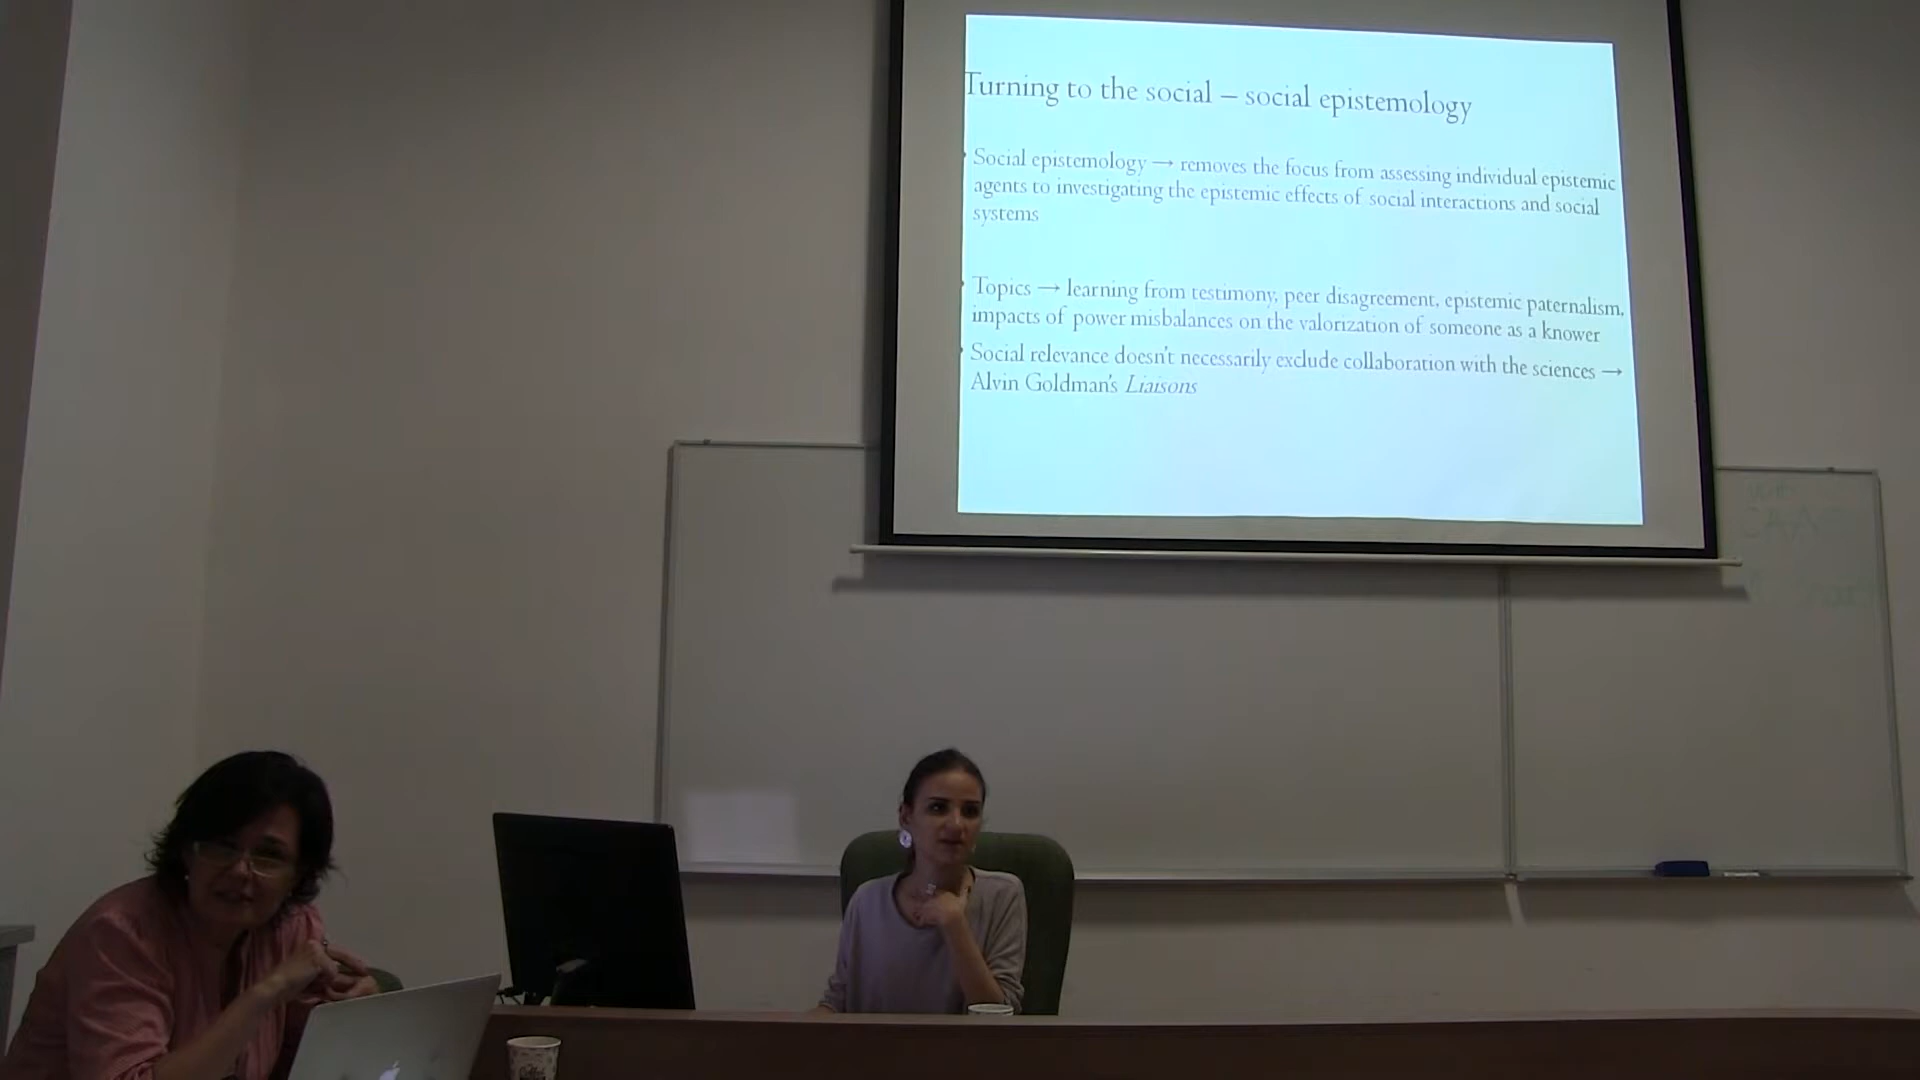 Turning to the social – social epistemology
• Social epistemology → removes the focus from assessing individual epistemic
agents to investigating the epistemic effects of social interactions and social
systems
• Topics → learning from testimony, peer disagreement, epistemic paternalism,
impacts of power misbalances on the valorization of someone as a knower
• Social relevance doesn't necessarily exclude collaboration with the sciences →
Alvin Goldman's Liaisons